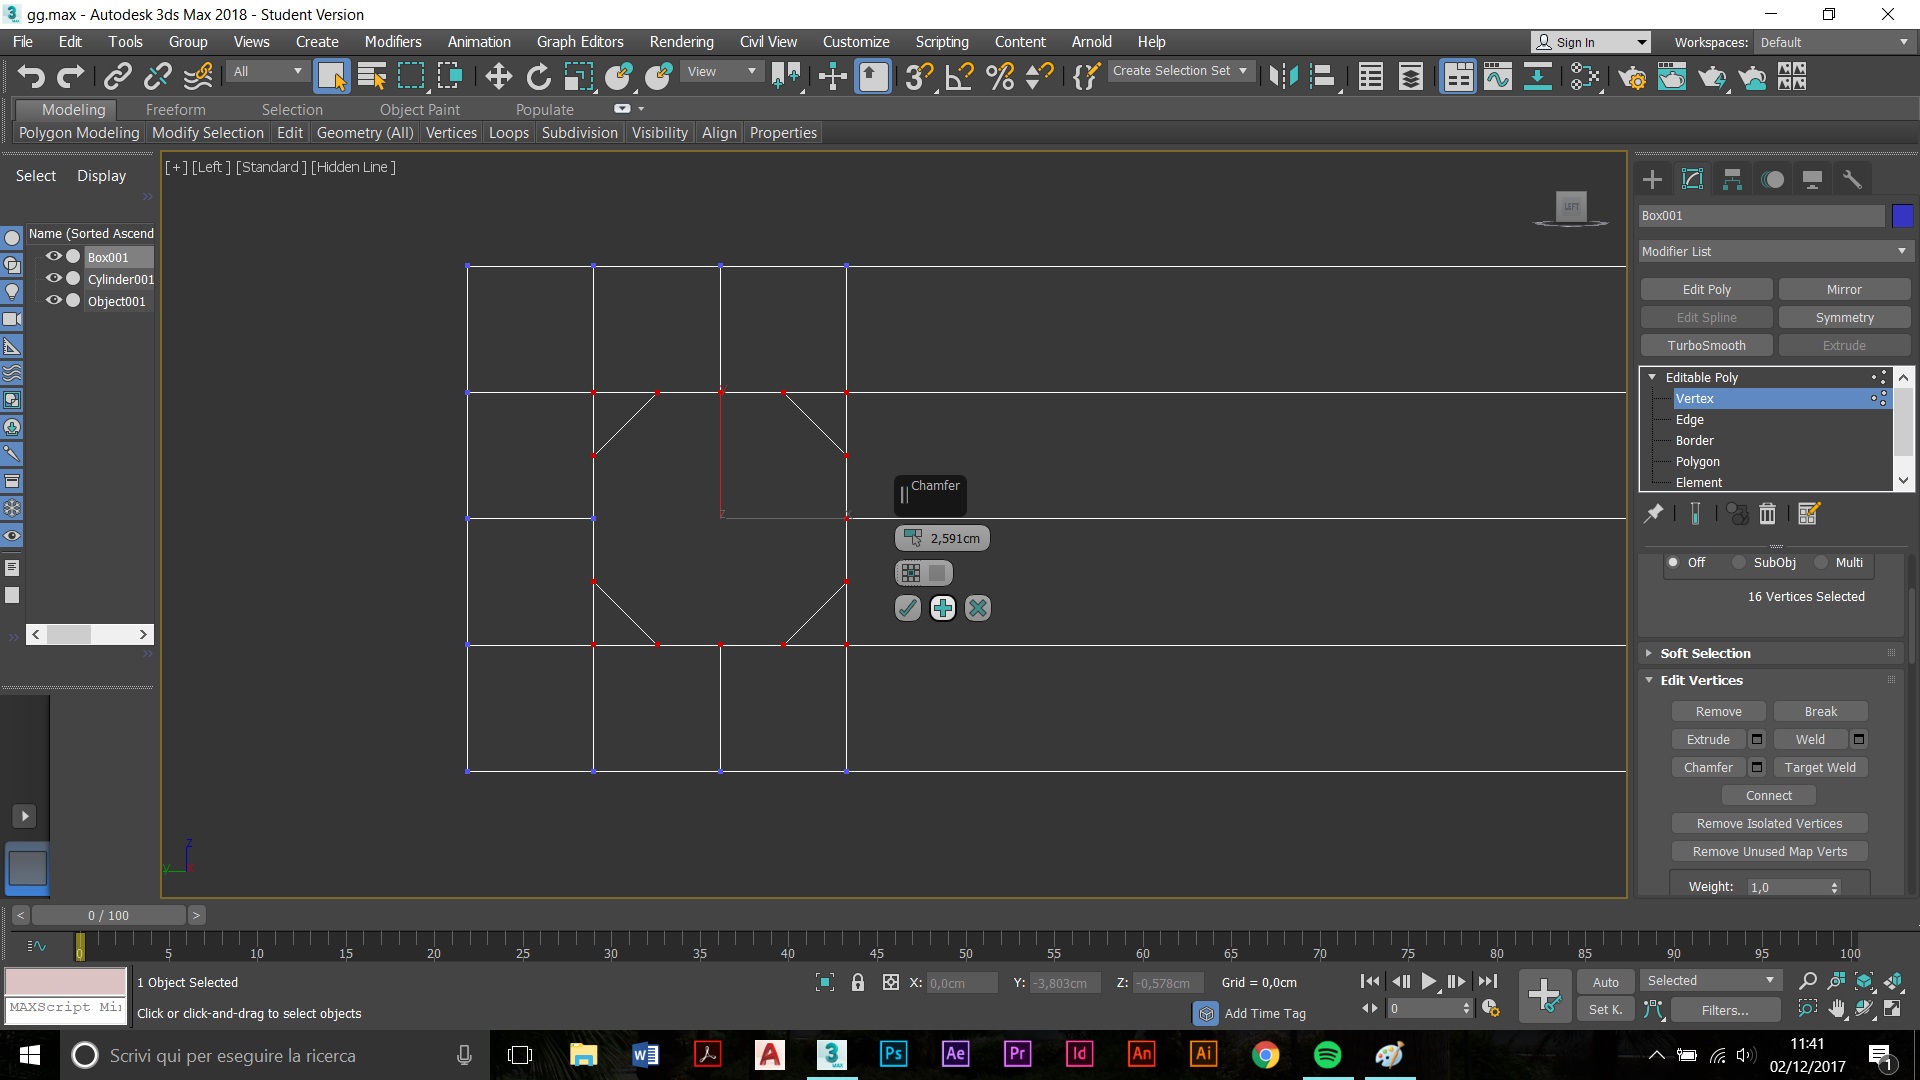 gg.max - Autodesk 3ds Max 2018 - Student Version
File Edit Tools Group Views Create Modifiers Animation Graph Editors Rendering Civil View Customize Scripting Content Arnold Help
Sign In Workspaces: Default
All View Create Selection Set
Modeling Freeform Selection Object Paint Populate
Polygon Modeling Modify Selection Edit Geometry (All) Vertices Loops Subdivision Visibility Align Properties
Select Display
Name (Sorted Ascend
Box001
Cylinder001
Object001
[+] [Left ] [Standard ] [Hidden Line ]
LEFT
Chamfer
2,591cm
z
y
Box001
Modifier List
Edit Poly Mirror
Edit Spline Symmetry
TurboSmooth Extrude
Editable Poly
Vertex
Edge
Border
Polygon
Element
Off SubObj Multi
16 Vertices Selected
Soft Selection
Edit Vertices
Remove Break
Extrude Weld
Chamfer Target Weld
Connect
Remove Isolated Vertices
Remove Unused Map Verts
Weight: 1,0
< 0 / 100 >
0 5 10 15 20 25 30 35 40 45 50 55 60 65 70 75 80 85 90 95 100
1 Object Selected
X: 0,0cm Y: -3,803cm Z: -0,578cm Grid = 0,0cm
Auto Selected
MAXScript Mi
Click or click-and-drag to select objects
Add Time Tag
0
Set K. Filters...
Scrivi qui per eseguire la ricerca
3 MAX Ps Ae Pr Id An Ai
11:41
02/12/2017
1